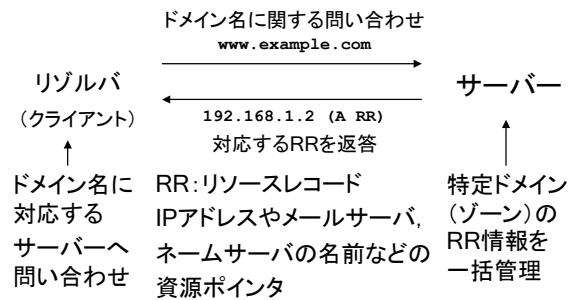 ドメイン名に関する問い合わせ
www.example.com
リゾルバ
（クライアント）
サーバー
192.168.1.2 (A RR)
対応するRRを返答
ドメイン名に
対応する
サーバーへ
問い合わせ
RR：リソースレコード
IPアドレスやメールサーバ，
ネームサーバの名前などの
資源ポインタ
特定ドメイン
（ゾーン）の
RR情報を
一括管理